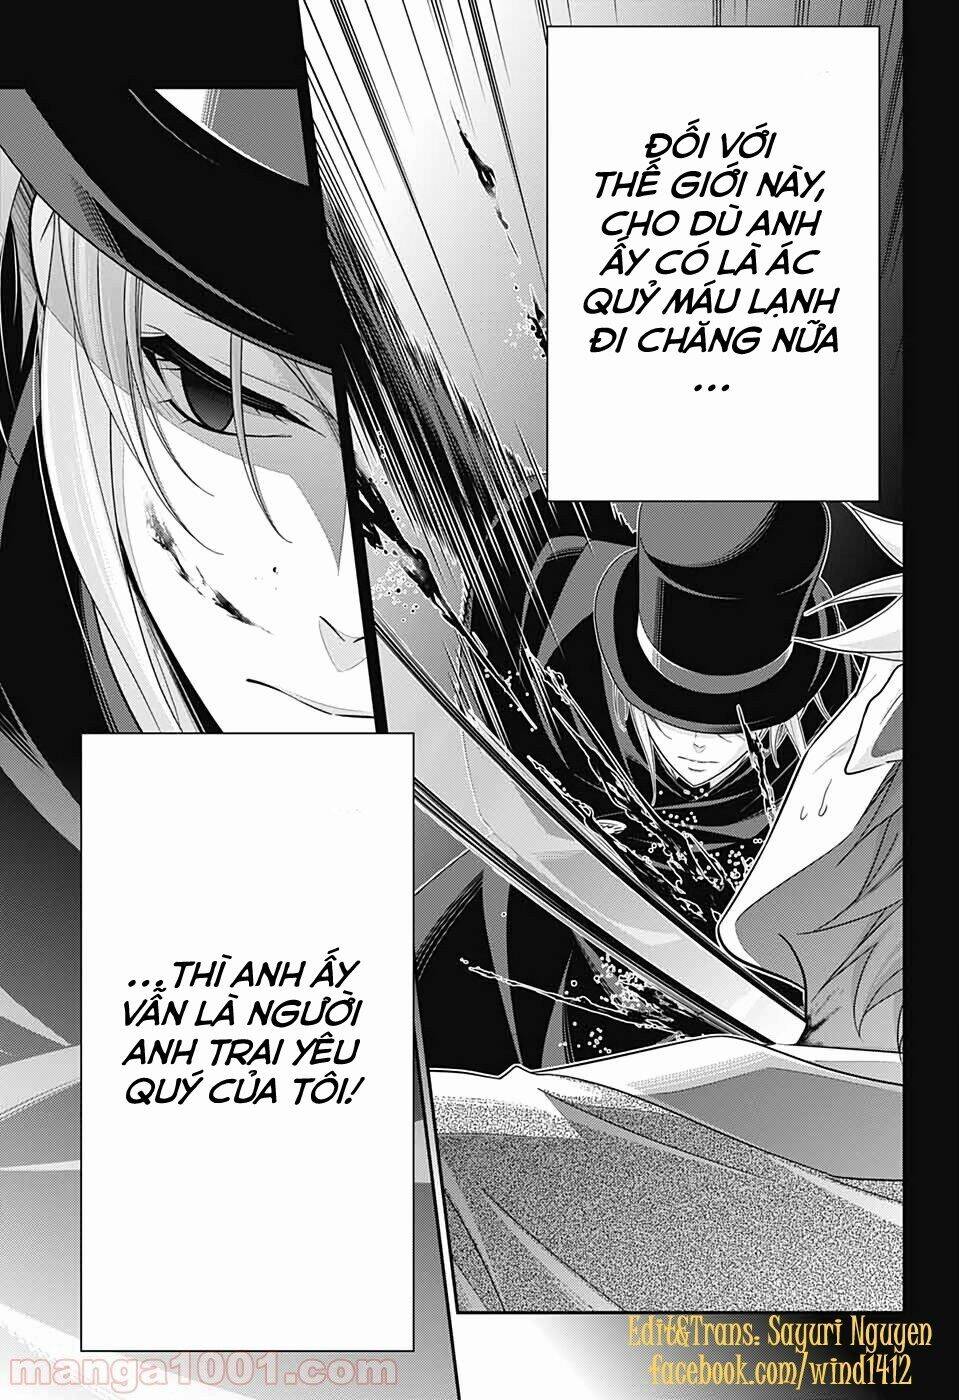 ĐỐI VỚI
THẾ GIỚI NÀY,
CHO DÙ ANH
ẤY CÓ LÀ ÁC
QUỶ MÁU LẠNH
ĐI CHĂNG NỮA
...
...THÌ ANH ẤY
VẪN LÀ NGƯỜI
ANH TRAI YÊU
QUÝ CỦA TÔI!
Edit&Trans: Sayuri Nguyen
facebook.com/wind1412
manga1001.com